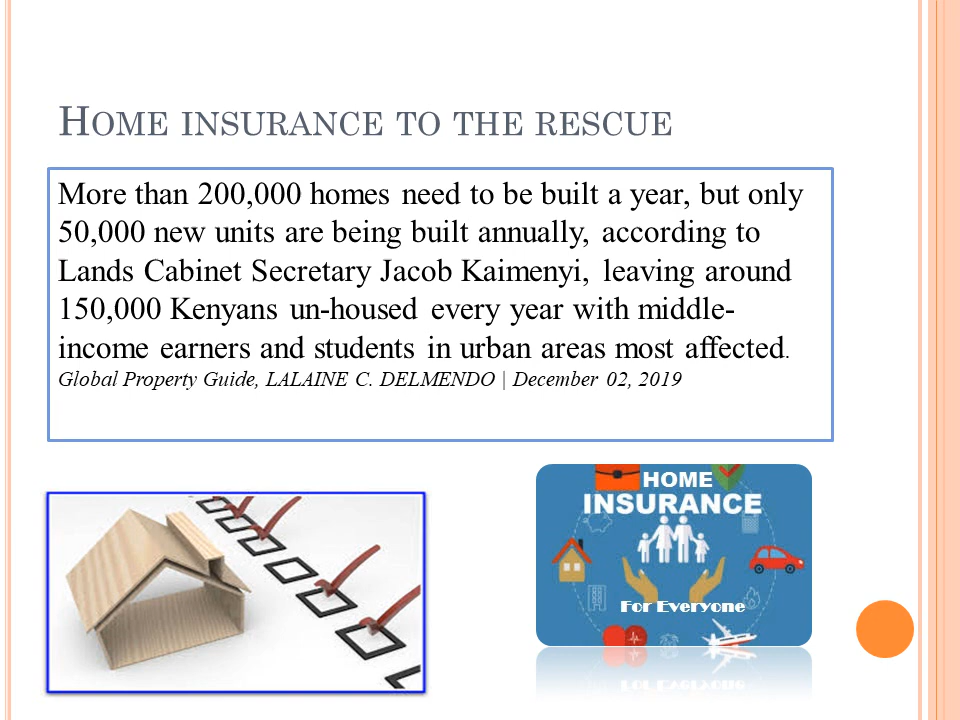 HOME INSURANCE TO THE RESCUE
More than 200,000 homes need to be built a year, but only
50,000 new units are being built annually, according to
Lands Cabinet Secretary Jacob Kaimenyi, leaving around
150,000 Kenyans un-housed every year with middle-
income earners and students in urban areas most affected.
Global Property Guide, LALAINE C. DELMENDO | December 02, 2019
HOME
INSURANCE
For Everyone